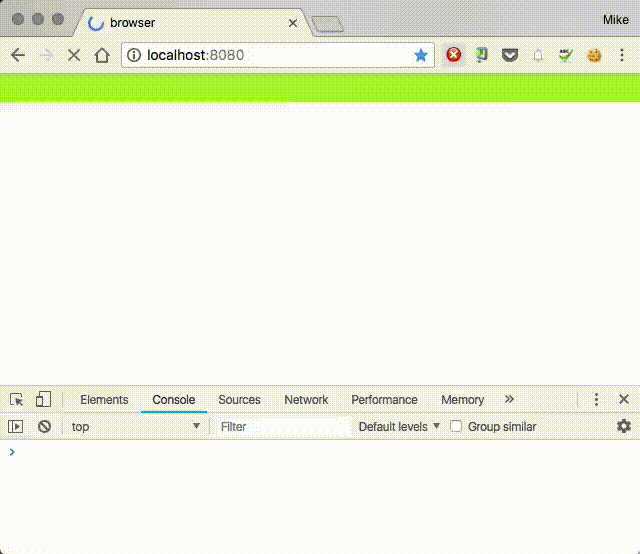 browser
Mike
localhost:8080
Elements Console Sources Network Performance Memory
top Filter Default levels Group similar